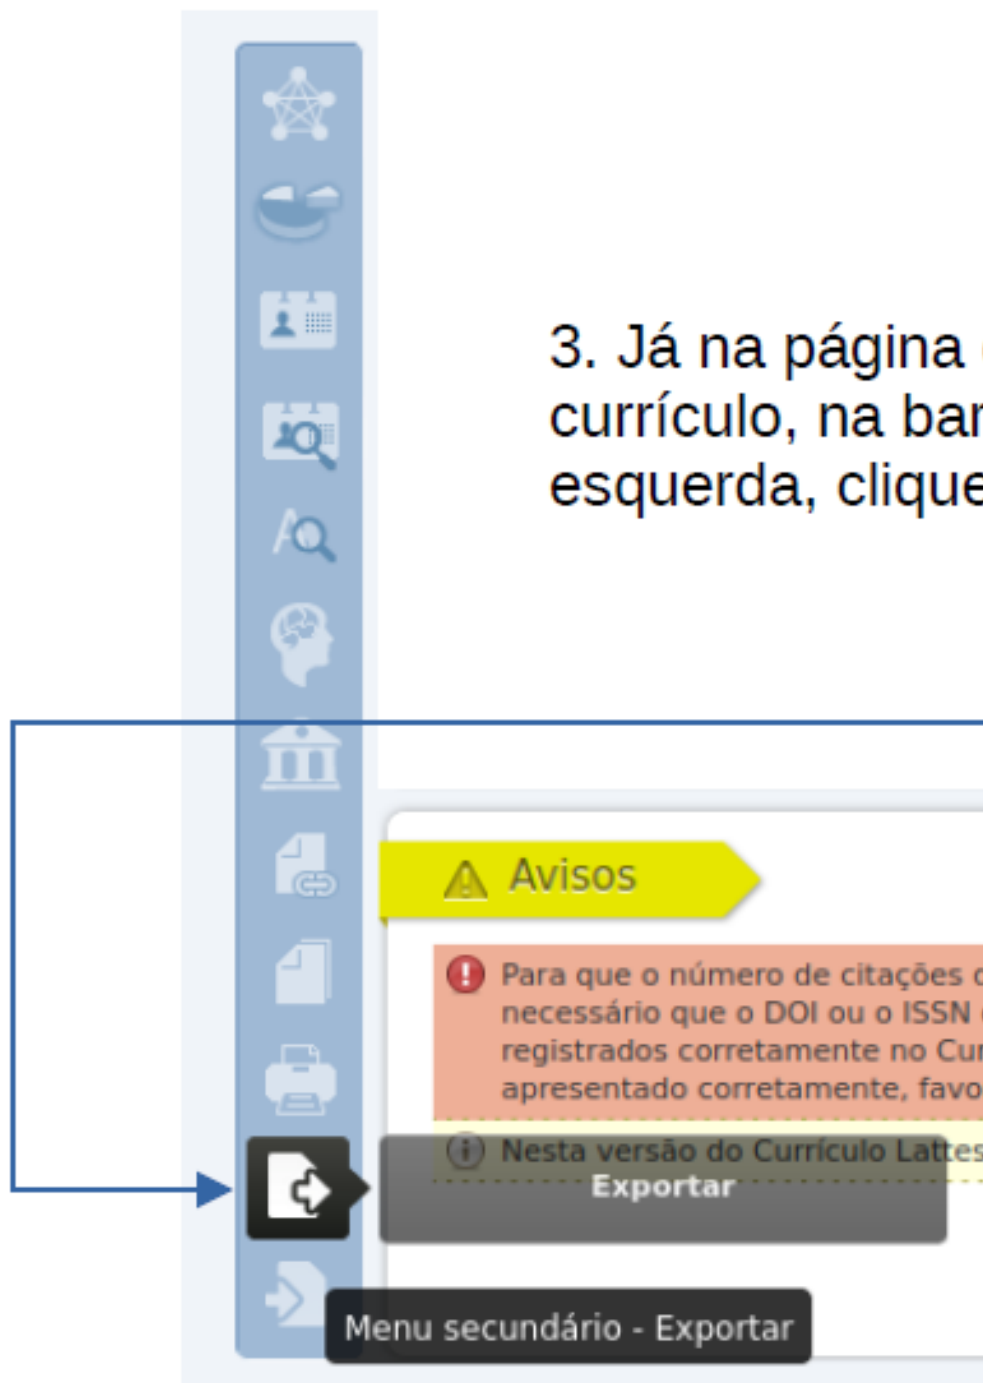 3. Já na página
currículo, na bar
esquerda, clique
Avisos
Para que o número de citações
necessário que o DOI ou o ISSN
registrados corretamente no Cur
apresentado corretamente, favo
Nesta versão do Currículo Lattes
Exportar
Menu secundário - Exportar